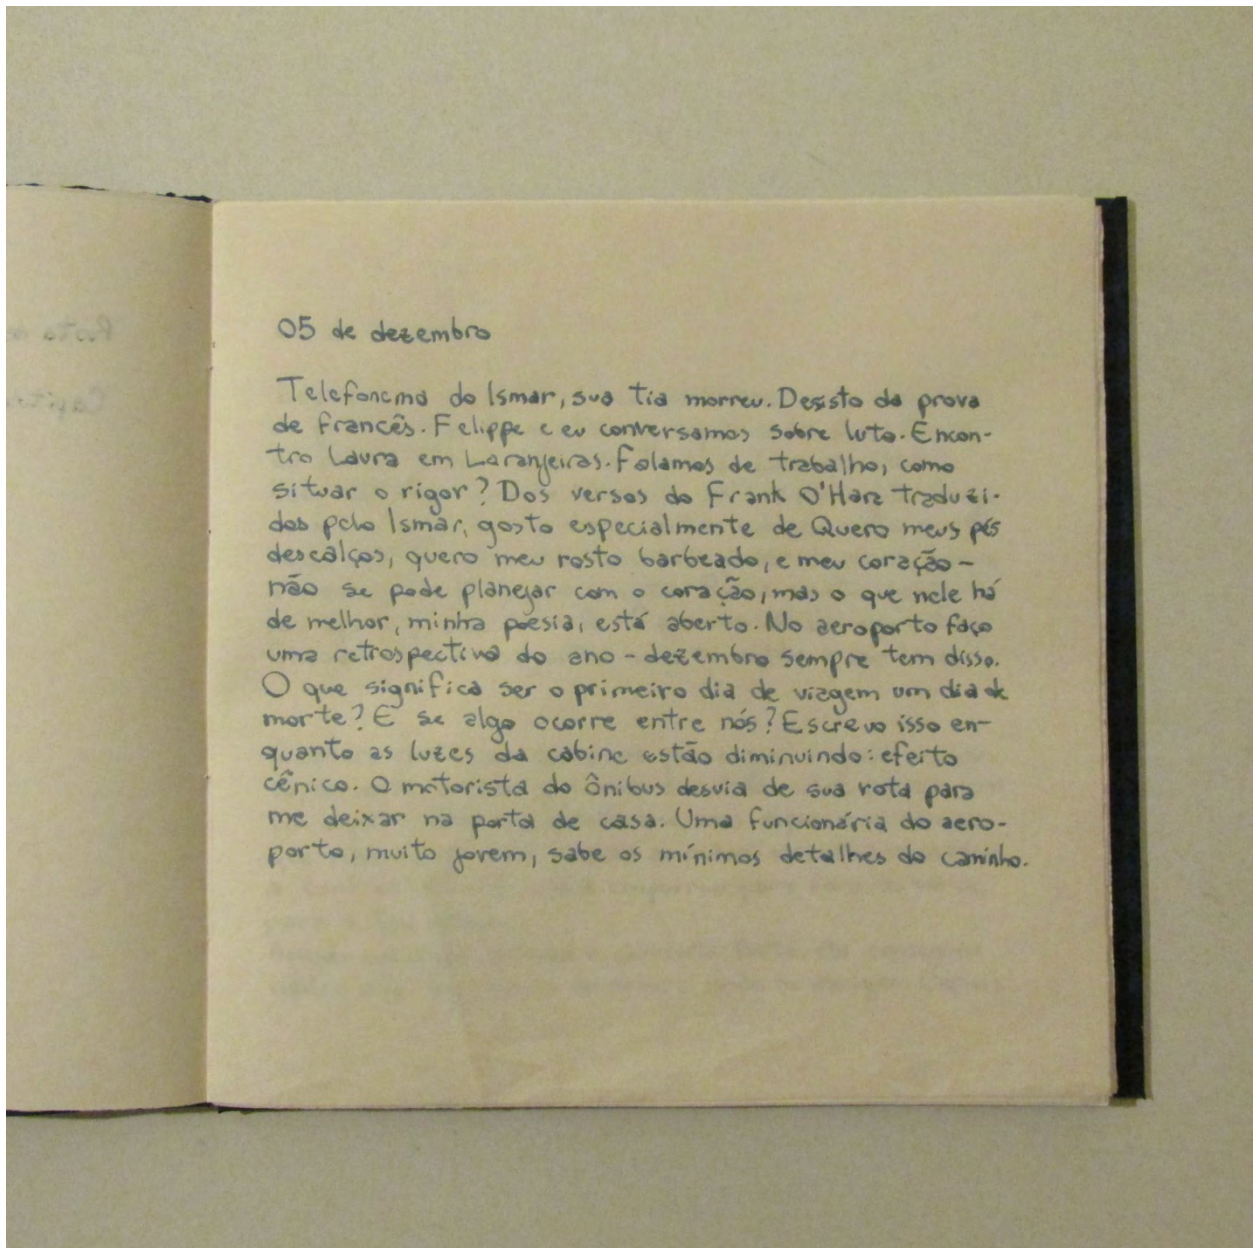 05 de dezembro
Telefonema do Ismar, sua tia morreu. Desisto da prova
de francês. Felippe e eu conversamos sobre luto. Encon-
tro Laura em Laranjeiras. Falamos de trabalho, como
situar o rigor? Dos versos do Frank O'Hara traduzi-
dos pelo Ismar, gosto especialmente de Quero meus pés
descalços, quero meu rosto barbeado, e meu coração –
não se pode planejar com o coração, mas o que nele há
de melhor, minha poesia, está aberto. No aeroporto faço
uma retrospectiva do ano – dezembro sempre tem disso.
O que significa ser o primeiro dia de viagem um dia de
morte? E se algo ocorre entre nós? Escrevo isso en-
quanto as luzes da cabine estão diminuindo: efeito
cênico. O motorista do ônibus desvia de sua rota para
me deixar na porta de casa. Uma funcionária do aero-
porto, muito jovem, sabe os mínimos detalhes do caminho.